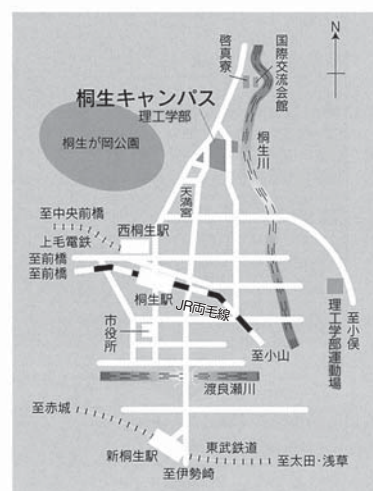 N
啓真寮
国際交流会館
桐生キャンパス
理工学部
桐生が岡公園
桐生川
天満宮
至中央前橋
西桐生駅
上毛電鉄
至前橋
至前橋
桐生駅
JR両毛線
市役所
理工学部運動場
至小俣
至小山
渡良瀬川
至赤城
新桐生駅
東武鉄道
至太田・浅草
至伊勢崎